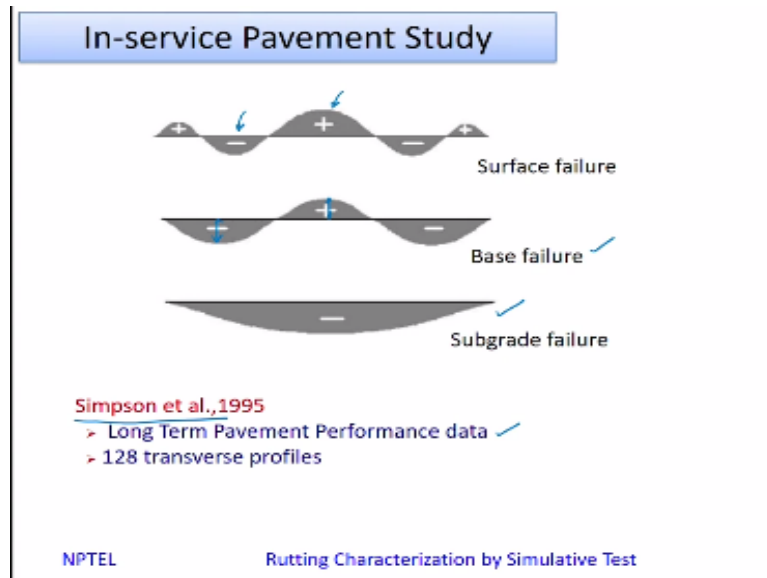 In-service Pavement Study
+ − + − +
Surface failure
− + −
Base failure
−
Subgrade failure
Simpson et al.,1995
➢ Long Term Pavement Performance data
➢ 128 transverse profiles
NPTEL Rutting Characterization by Simulative Test